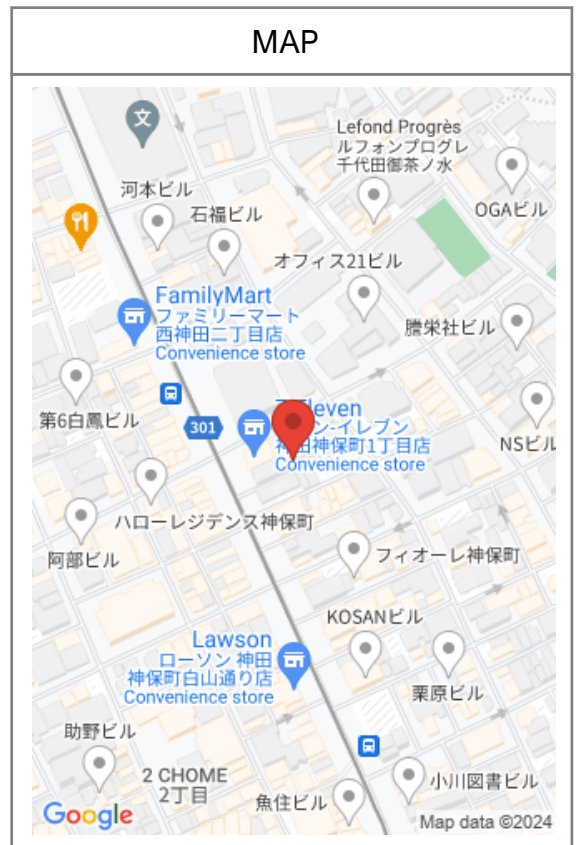 MAP
文
Lefond Progrès
ルフォンプログレ
千代田御茶ノ水
河本ビル
石福ビル
OGAビル
オフィス21ビル
FamilyMart
ファミリーマート
西神田二丁目店
Convenience store
謄栄社ビル
第6白鳳ビル
301
イレブン
神保町1丁目店
Convenience store
NSビル
ハローレジデンス神保町
阿部ビル
フィオーレ神保町
KOSANビル
Lawson
ローソン 神田
神保町白山通り店
Convenience store
栗原ビル
助野ビル
2 CHOME
2丁目
魚住ビル
小川図書ビル
Google
Map data ©2024